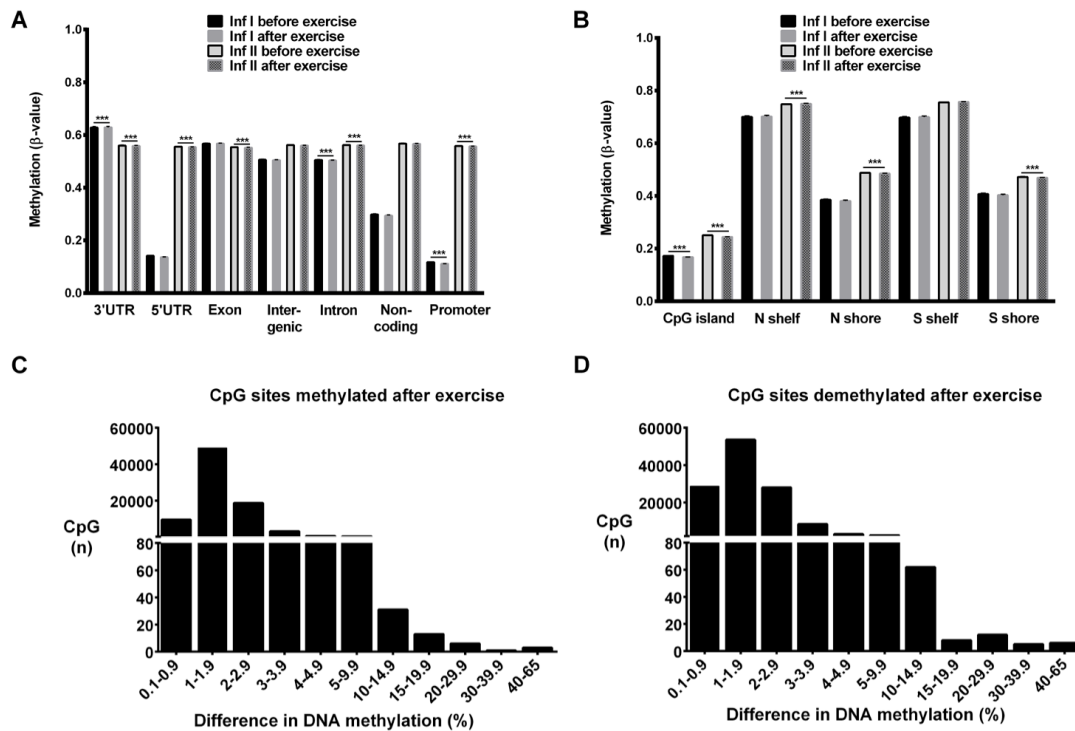 A
Inf I before exercise
Inf I after exercise
Inf II before exercise
Inf II after exercise
Methylation (β-value)
1.0
0.8
0.6
0.4
0.2
0.0
*** *** *** *** *** *** *** ***
3'UTR 5'UTR Exon Inter-genic Intron Non-coding Promoter
B
Inf I before exercise
Inf I after exercise
Inf II before exercise
Inf II after exercise
Methylation (β-value)
1.0
0.8
0.6
0.4
0.2
0.0
*** *** *** *** ***
CpG island N shelf N shore S shelf S shore
C
CpG sites methylated after exercise
CpG
(n)
60000
40000
20000
80
60
40
20
0
0.1-0.9 1-1.9 2-2.9 3-3.9 4-4.9 5-9.9 10-14.9 15-19.9 20-29.9 30-39.9 40-65
Difference in DNA methylation (%)
D
CpG sites demethylated after exercise
CpG
(n)
60000
40000
20000
80
60
40
20
0
0.1-0.9 1-1.9 2-2.9 3-3.9 4-4.9 5-9.9 10-14.9 15-19.9 20-29.9 30-39.9 40-65
Difference in DNA methylation (%)